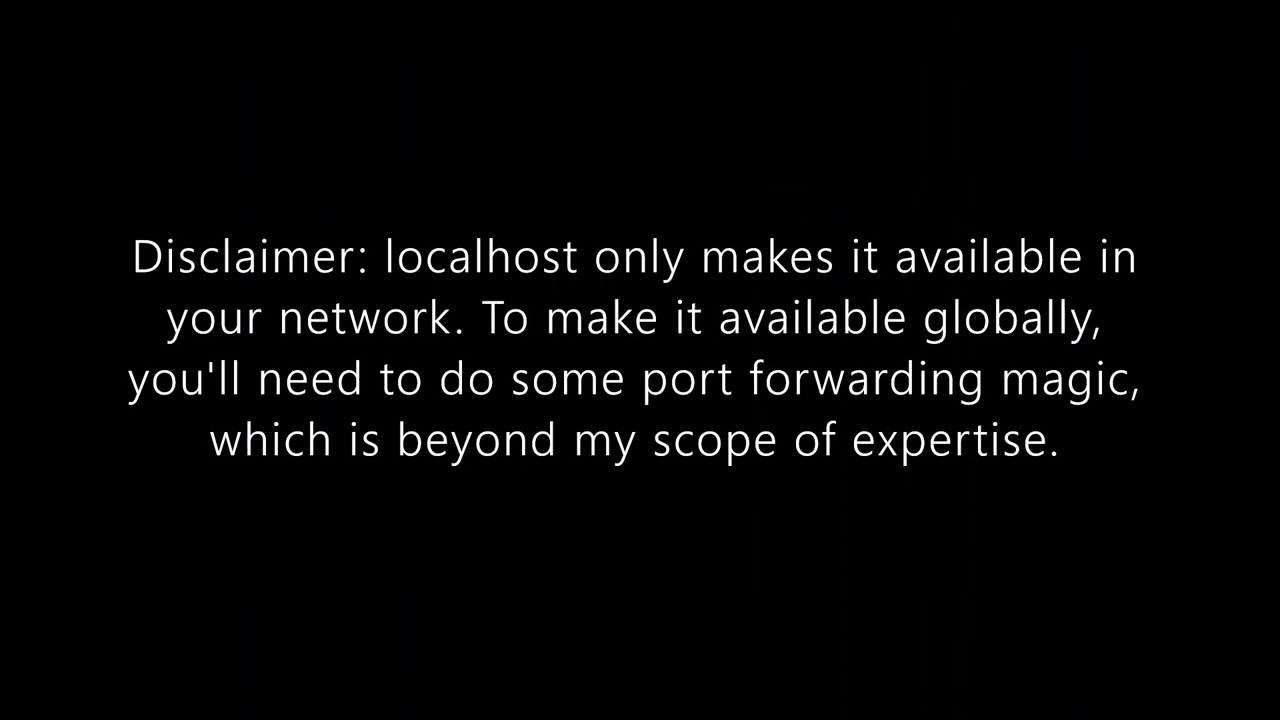 Disclaimer: localhost only makes it available in
your network. To make it available globally,
you'll need to do some port forwarding magic,
which is beyond my scope of expertise.